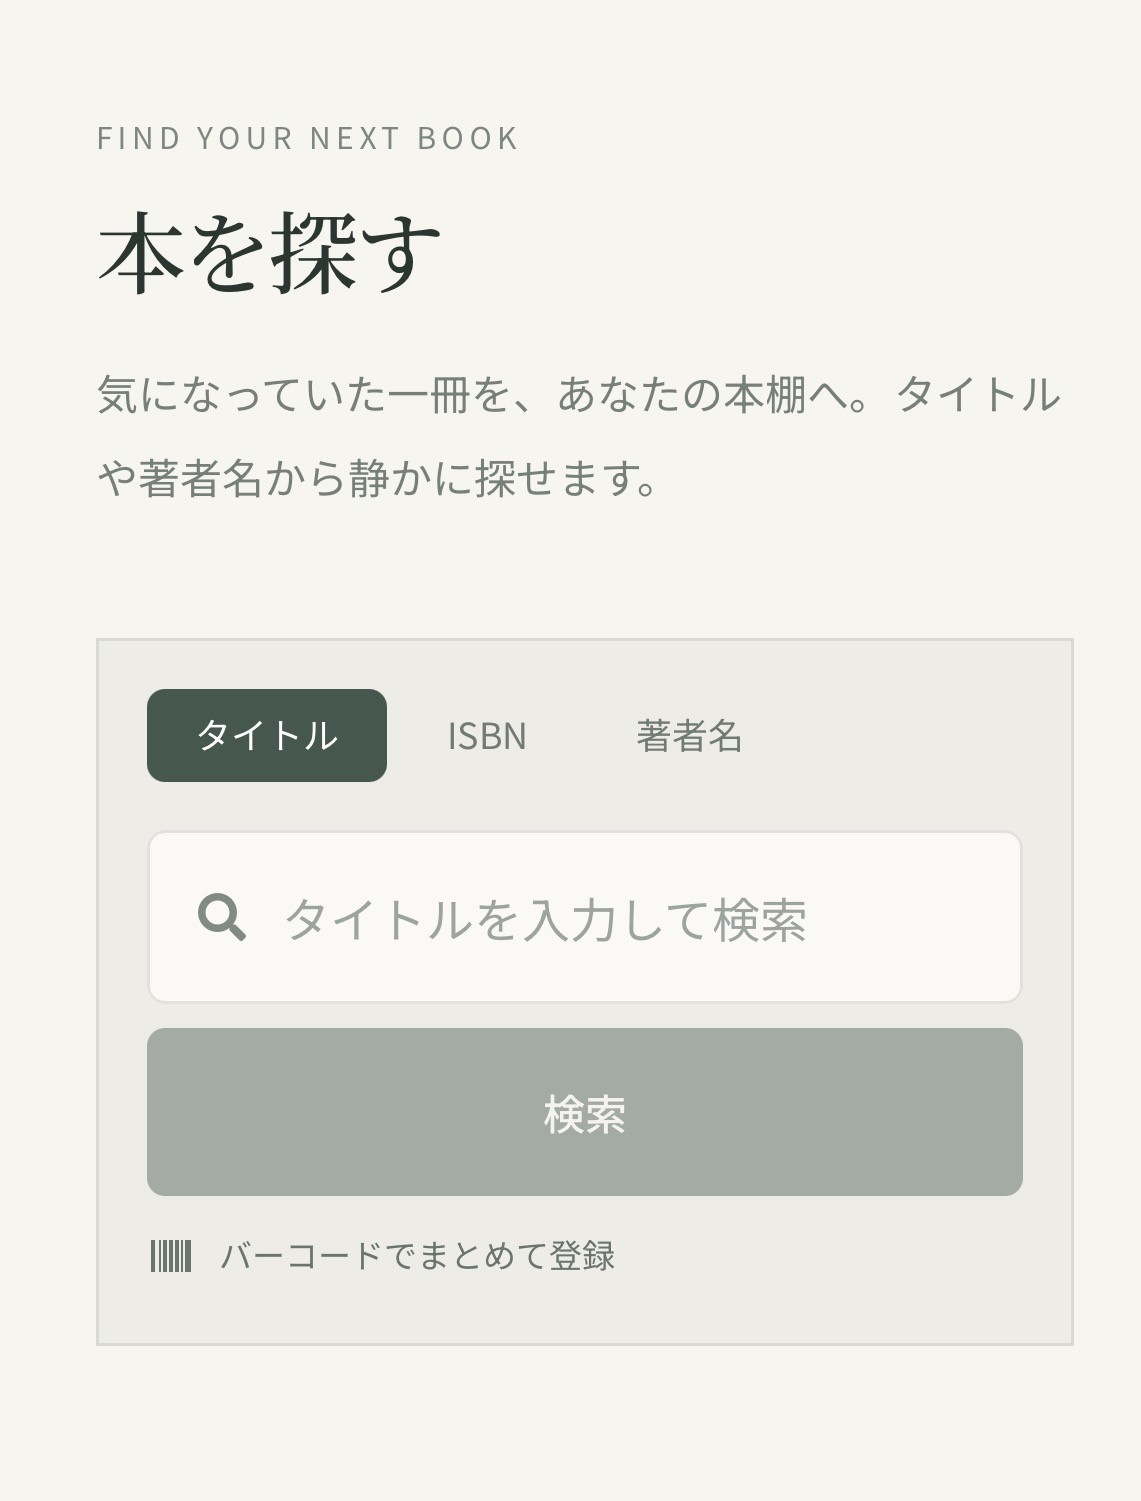 FIND YOUR NEXT BOOK
本を探す
気になっていた一冊を、あなたの本棚へ。タイトル
や著者名から静かに探せます。
タイトル ISBN 著者名
タイトルを入力して検索
検索
バーコードでまとめて登録